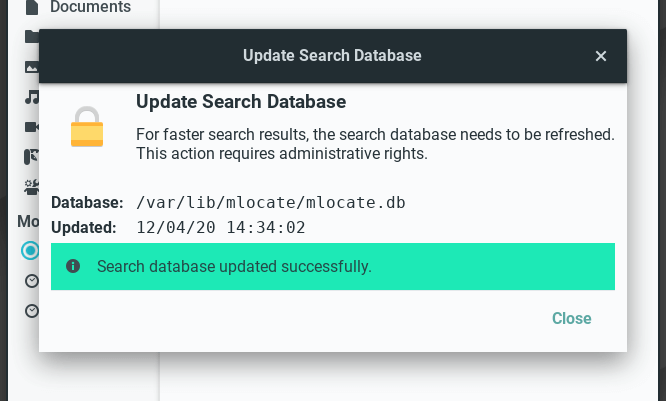 Documents
Update Search Database
Update Search Database
For faster search results, the search database needs to be refreshed.
This action requires administrative rights.
Database: /var/lib/mlocate/mlocate.db
Updated: 12/04/20 14:34:02
Mo
Search database updated successfully.
Close